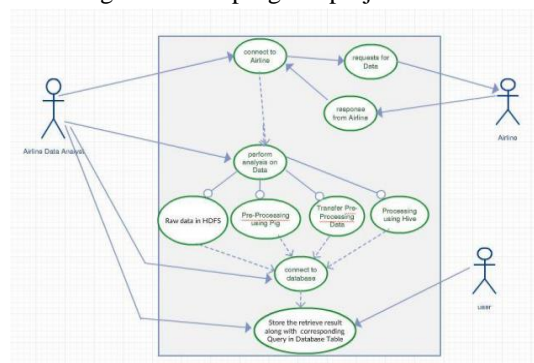 connect to
Airline
requests for
Data
response
from Airline
Airline Data Analyst
Airline
perform
analysis on
Data
Raw data in HDFS
Pre-Processing
using Pig
Transfer Pre-
Processing
Data
Processing
using Hive
connect to
database
user
Store the retrieve result
along with corresponding
Query in Database Table